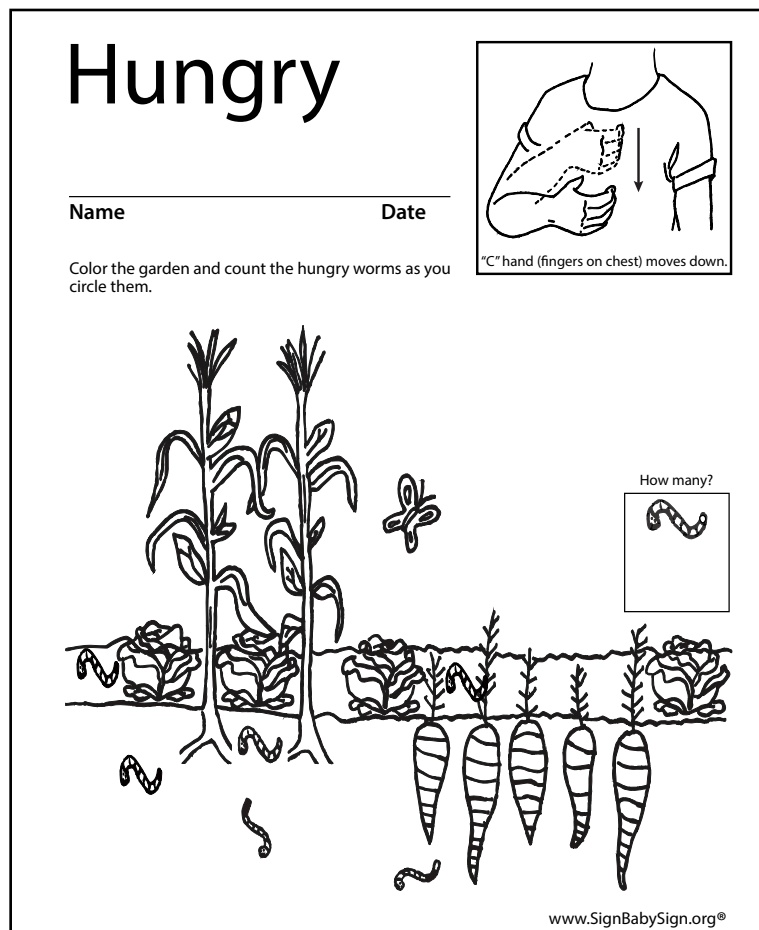 Hungry
Name Date
"C" hand (fingers on chest) moves down.
Color the garden and count the hungry worms as you
circle them.
How many?
www.SignBabySign.org®